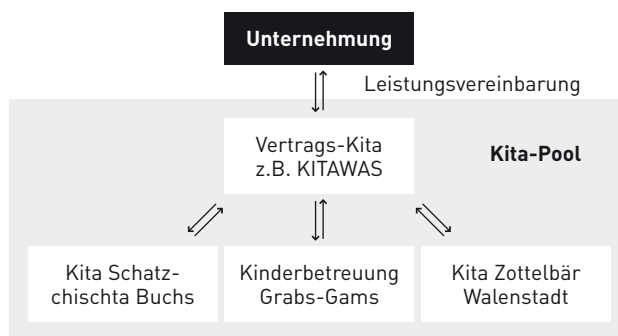 Unternehmung
Leistungsvereinbarung
Vertrags-Kita
z.B. KITAWAS
Kita-Pool
Kita Schatz-
chischta Buchs
Kinderbetreuung
Grabs-Gams
Kita Zottelbär
Walenstadt